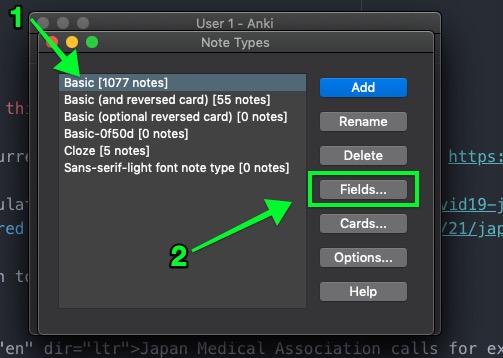 1
User 1 - Anki
Note Types
Basic [1077 notes]
Basic (and reversed card) [55 notes]
Basic (optional reversed card) [0 notes]
Basic-0f50d [0 notes]
Cloze [5 notes]
Sans-serif-light font note type [0 notes]
Add
Rename
Delete
Fields...
Cards...
Options...
Help
2
thi
urre
https:
ulat
vid19-j
red
/21/jap
n to
"en" dir="ltr">Japan Medical Association calls for ex